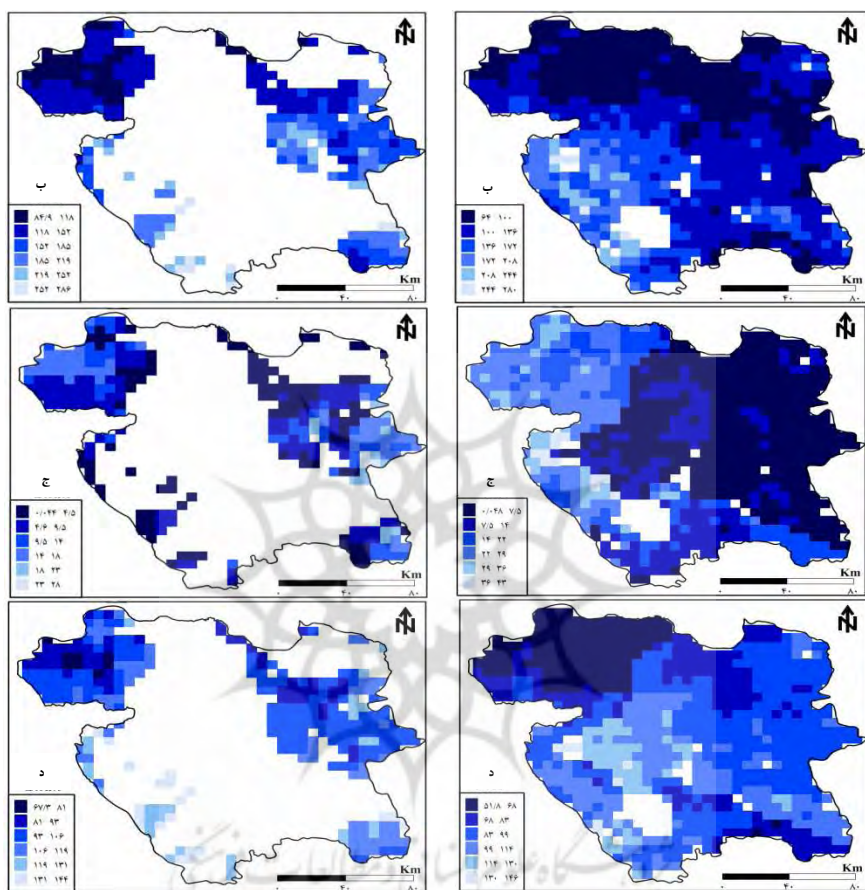 N
ب
۸۴/۹ ۱۱۸
۱۱۸ ۱۵۲
۱۵۲ ۱۸۵
۱۸۵ ۲۱۹
۲۱۹ ۲۵۲
۲۵۲ ۲۸۶
Km
۰ ۴۰ ۸۰
N
ب
۶۴ ۱۰۰
۱۰۰ ۱۳۶
۱۳۶ ۱۷۲
۱۷۲ ۲۰۸
۲۰۸ ۲۴۴
۲۴۴ ۲۸۰
Km
۰ ۴۰ ۸۰
N
ج
۰/۰۴۴ ۴/۵
۴/۶ ۹/۵
۹/۵ ۱۴
۱۴ ۱۸
۱۸ ۲۳
۲۳ ۲۸
Km
۰ ۴۰ ۸۰
N
ج
۰/۰۴۸ ۷/۵
۷/۵ ۱۴
۱۴ ۲۲
۲۲ ۲۹
۲۹ ۳۶
۳۶ ۴۳
Km
۰ ۴۰ ۸۰
N
د
۶۷/۳ ۸۱
۸۱ ۹۳
۹۳ ۱۰۶
۱۰۶ ۱۱۹
۱۱۹ ۱۳۱
۱۳۱ ۱۴۴
Km
۰ ۴۰ ۸۰
N
د
۵۱/۸ ۶۸
۶۸ ۸۳
۸۳ ۹۹
۹۹ ۱۱۴
۱۱۴ ۱۳۰
۱۳۰ ۱۴۶
Km
۰ ۴۰ ۸۰